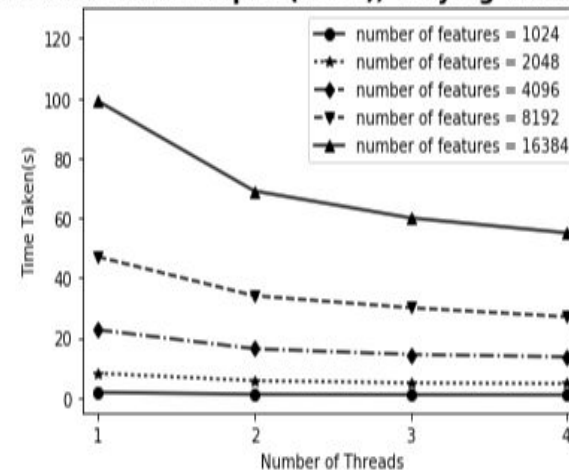 number of features = 1024
number of features = 2048
number of features = 4096
number of features = 8192
number of features = 16384
120
100
80
60
40
20
0
Time Taken(s)
1 2 3 4
Number of Threads